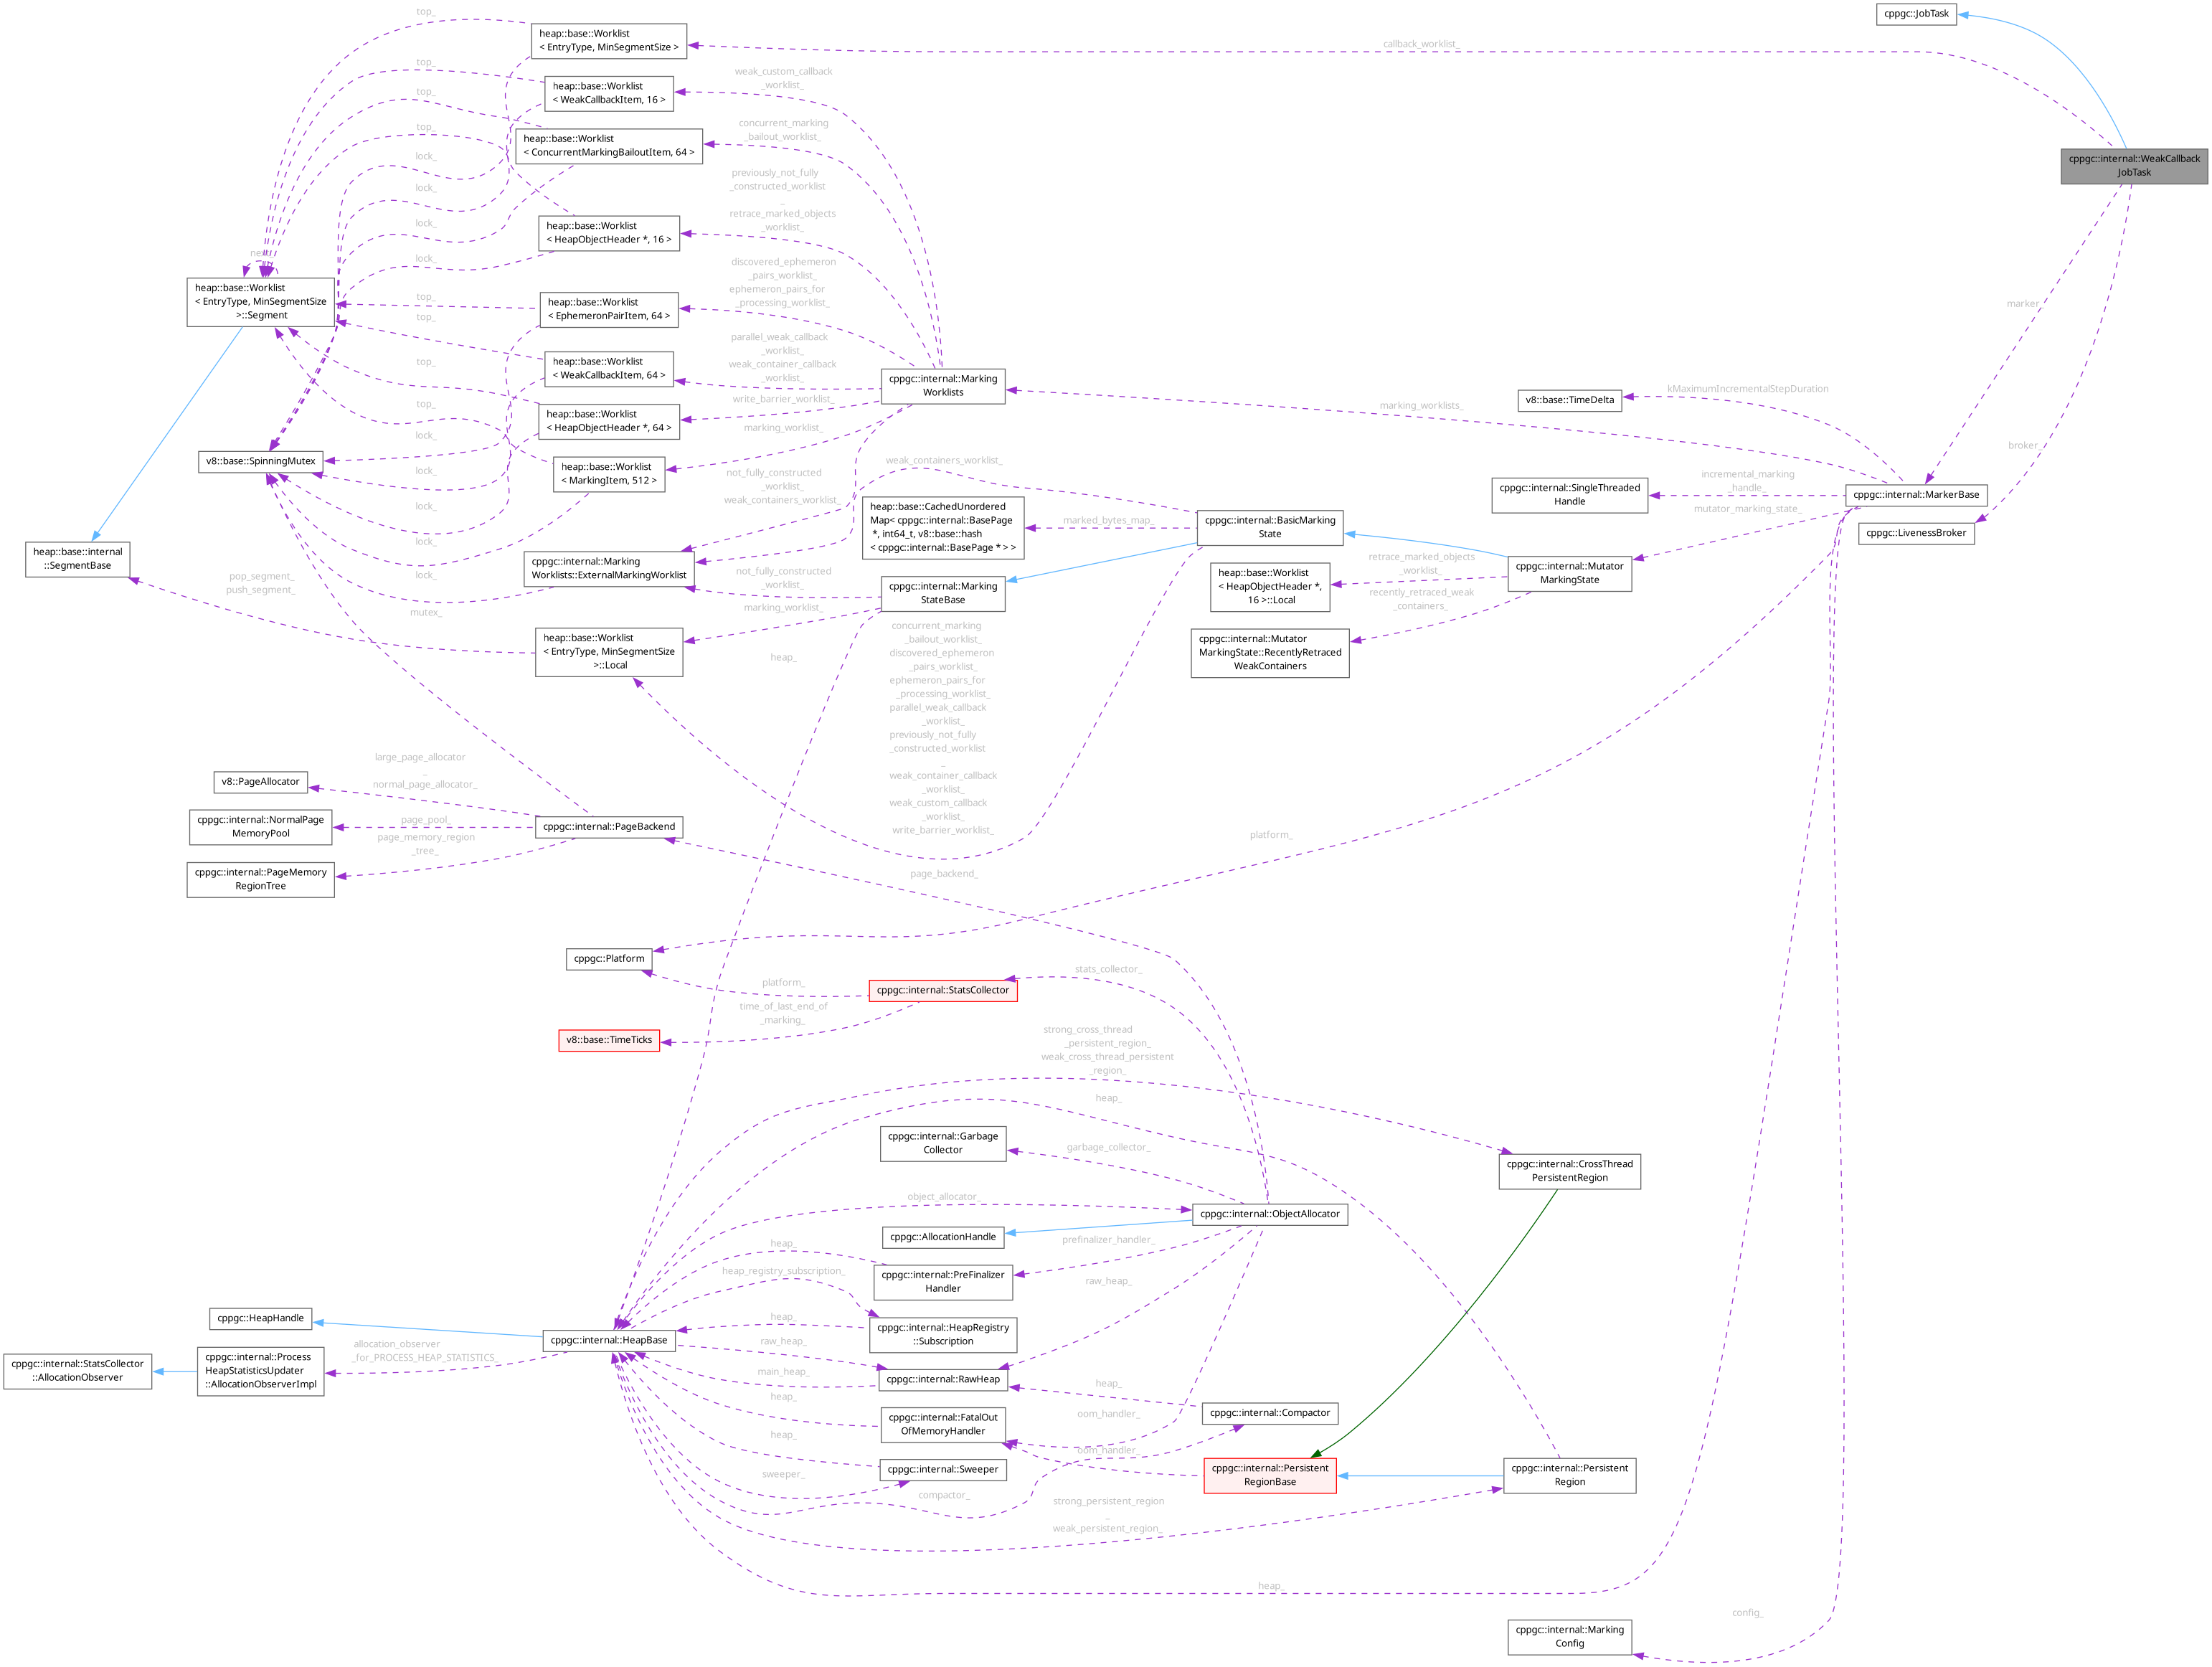 cppgc::JobTask
top_
heap::base::Worklist
< EntryType, MinSegmentSize >
callback_worklist_
top_
heap::base::Worklist
< WeakCallbackItem, 16 >
weak_custom_callback
_worklist_
top_
top_
heap::base::Worklist
< ConcurrentMarkingBailoutItem, 64 >
concurrent_marking
_bailout_worklist_
cppgc::internal::WeakCallback
JobTask
lock_
lock_
lock_
lock_
heap::base::Worklist
< HeapObjectHeader *, 16 >
previously_not_fully
_constructed_worklist
_
retrace_marked_objects
_worklist_
heap::base::Worklist
< EntryType, MinSegmentSize
>::Segment
top_
top_
heap::base::Worklist
< EphemeronPairItem, 64 >
discovered_ephemeron
_pairs_worklist_
ephemeron_pairs_for
_processing_worklist_
marker_
top_
heap::base::Worklist
< WeakCallbackItem, 64 >
parallel_weak_callback
_worklist_
weak_container_callback
_worklist_
cppgc::internal::Marking
Worklists
marking_worklists_
v8::base::TimeDelta
kMaximumIncrementalStepDuration
top_
heap::base::Worklist
< HeapObjectHeader *, 64 >
write_barrier_worklist_
marking_worklist_
broker_
v8::base::SpinningMutex
lock_
lock_
lock_
lock_
lock_
heap::base::Worklist
< MarkingItem, 512 >
not_fully_constructed
_worklist_
weak_containers_worklist_
weak_containers_worklist_
cppgc::internal::SingleThreaded
Handle
incremental_marking
_handle_
mutator_marking_state_
cppgc::internal::MarkerBase
cppgc::LivenessBroker
heap::base::CachedUnordered
Map< cppgc::internal::BasePage
*, int64_t, v8::base::hash
< cppgc::internal::BasePage * > >
marked_bytes_map_
cppgc::internal::BasicMarking
State
heap::base::internal
::SegmentBase
pop_segment_
push_segment_
mutex_
cppgc::internal::Marking
Worklists::ExternalMarkingWorklist
not_fully_constructed
_worklist_
marking_worklist_
cppgc::internal::Marking
StateBase
heap::base::Worklist
< HeapObjectHeader *,
16 >::Local
retrace_marked_objects
_worklist_
recently_retraced_weak
_containers_
cppgc::internal::Mutator
MarkingState
cppgc::internal::Mutator
MarkingState::RecentlyRetraced
WeakContainers
heap::base::Worklist
< EntryType, MinSegmentSize
>::Local
heap_
concurrent_marking
_bailout_worklist_
discovered_ephemeron
_pairs_worklist_
ephemeron_pairs_for
_processing_worklist_
parallel_weak_callback
_worklist_
previously_not_fully
_constructed_worklist
_
weak_container_callback
_worklist_
weak_custom_callback
_worklist_
write_barrier_worklist_
v8::PageAllocator
large_page_allocator
_
normal_page_allocator_
cppgc::internal::NormalPage
MemoryPool
page_pool_
page_memory_region
_tree_
cppgc::internal::PageBackend
platform_
cppgc::internal::PageMemory
RegionTree
page_backend_
cppgc::Platform
platform_
cppgc::internal::StatsCollector
stats_collector_
time_of_last_end_of
_marking_
v8::base::TimeTicks
strong_cross_thread
_persistent_region_
weak_cross_thread_persistent
_region_
heap_
cppgc::internal::Garbage
Collector
garbage_collector_
cppgc::internal::CrossThread
PersistentRegion
object_allocator_
cppgc::internal::ObjectAllocator
cppgc::AllocationHandle
prefinalizer_handler_
heap_
cppgc::internal::PreFinalizer
Handler
raw_heap_
heap_registry_subscription_
cppgc::HeapHandle
heap_
cppgc::internal::HeapRegistry
::Subscription
cppgc::internal::HeapBase
allocation_observer
_for_PROCESS_HEAP_STATISTICS_
raw_heap_
cppgc::internal::StatsCollector
::AllocationObserver
cppgc::internal::Process
HeapStatisticsUpdater
::AllocationObserverImpl
main_heap_
cppgc::internal::RawHeap
heap_
heap_
cppgc::internal::FatalOut
OfMemoryHandler
oom_handler_
cppgc::internal::Compactor
heap_
cppgc::internal::Sweeper
oom_handler_
sweeper_
compactor_
cppgc::internal::Persistent
RegionBase
cppgc::internal::Persistent
Region
strong_persistent_region
_
weak_persistent_region_
heap_
cppgc::internal::Marking
Config
config_